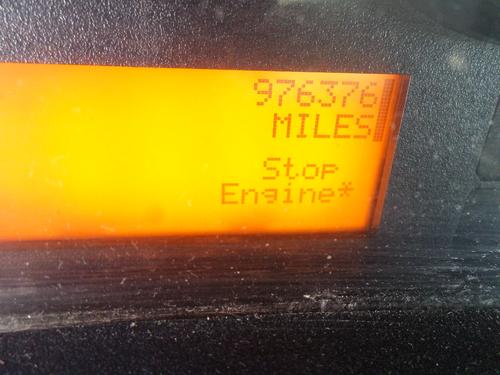 976376
MILES
Stop
Engine*